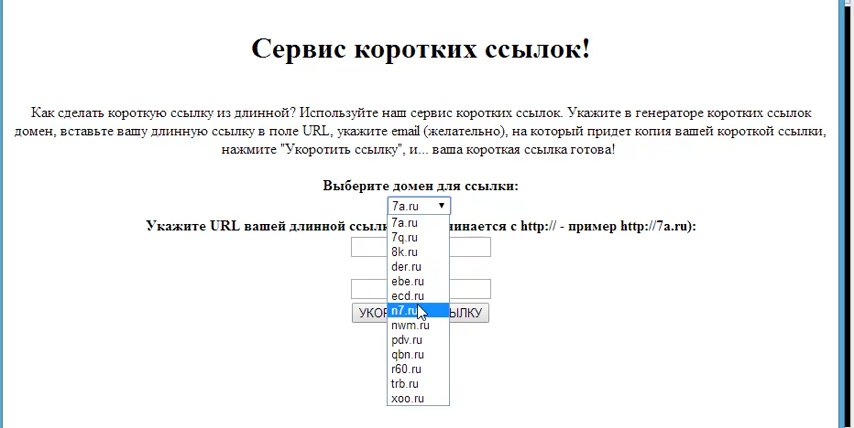 Сервис коротких ссылок!
Как сделать короткую ссылку из длинной? Используйте наш сервис коротких ссылок. Укажите в генераторе коротких ссылок
домен, вставьте вашу длинную ссылку в поле URL, укажите email (желательно), на который придет копия вашей короткой ссылки,
нажмите "Укоротить ссылку", и... ваша короткая ссылка готова!
Выберите домен для ссылки:
7a.ru
Укажите URL вашей длинной с http:// - пример http://7a.ru):
7a.ru
7q.ru
8k.ru
der.ru
ebe.ru
ecd.ru
n7.ru
nwm.ru
pdv.ru
qbn.ru
r60.ru
trb.ru
xoo.ru